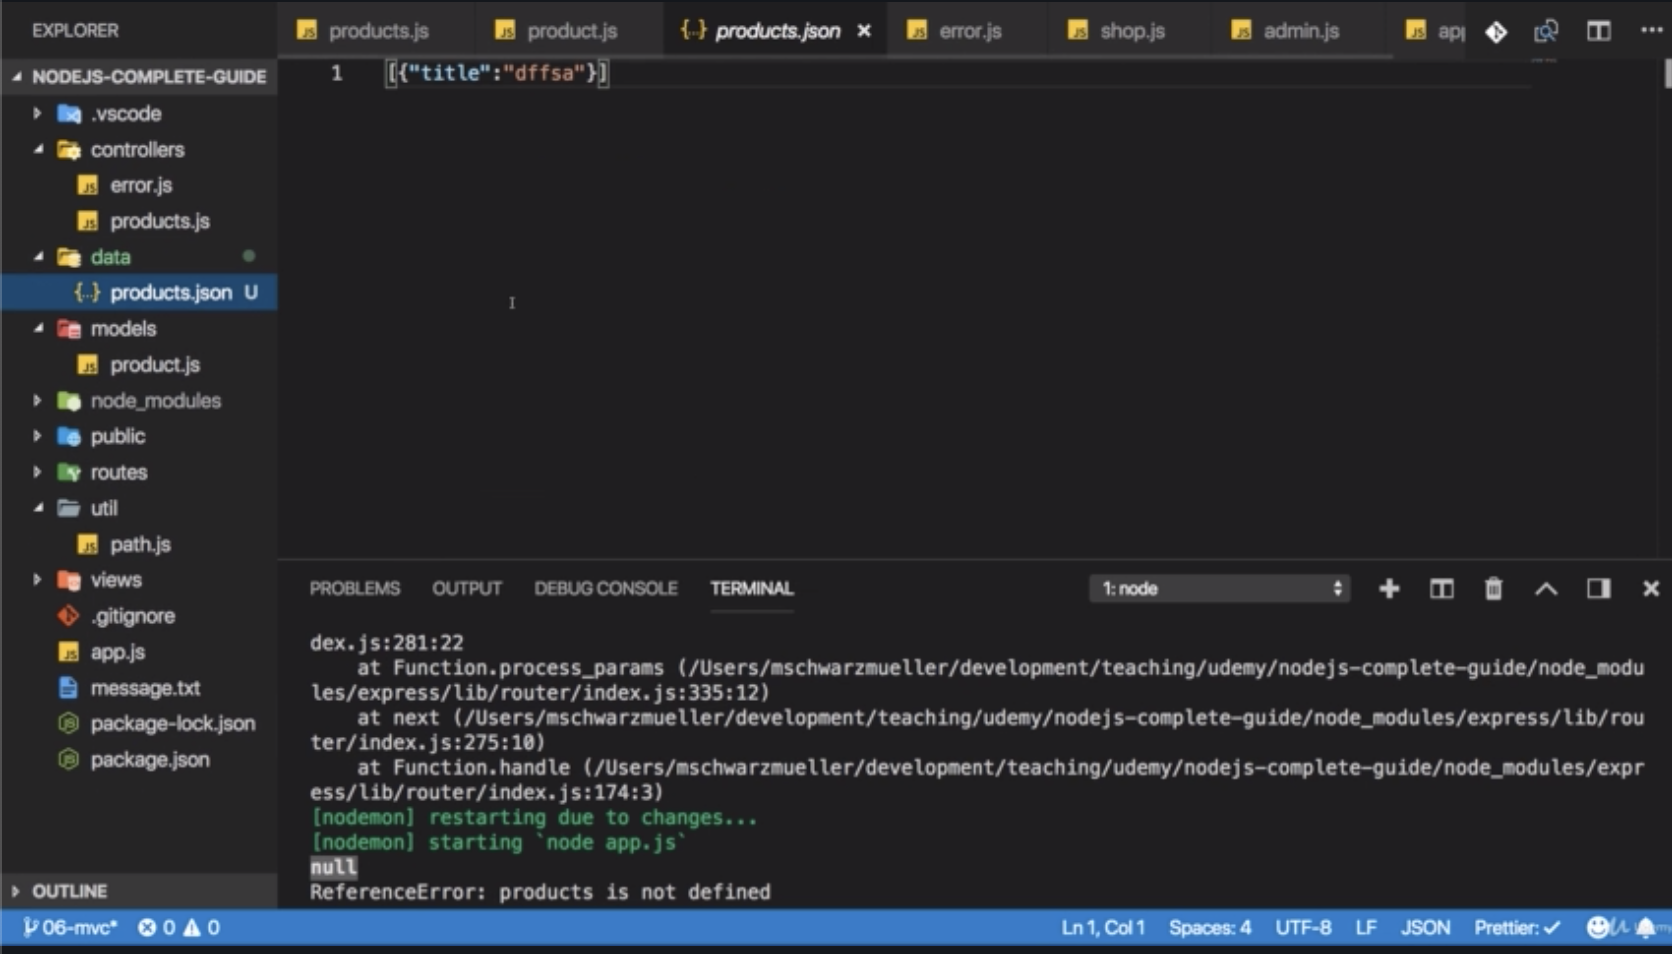 EXPLORER
products.js
product.js
products.json
error.js
shop.js
admin.js
NODEJS-COMPLETE-GUIDE
1
[{"title":"dffsa"}]
.vscode
controllers
error.js
products.js
data
products.json U
models
product.js
node_modules
public
routes
util
path.js
views
.gitignore
app.js
message.txt
package-lock.json
package.json
OUTLINE
PROBLEMS OUTPUT DEBUG CONSOLE TERMINAL
1: node
dex.js:281:22
at Function.process_params (/Users/mschwarzmueller/development/teaching/udemy/nodejs-complete-guide/node_modu
les/express/lib/router/index.js:335:12)
at next (/Users/mschwarzmueller/development/teaching/udemy/nodejs-complete-guide/node_modules/express/lib/rou
ter/index.js:275:10)
at Function.handle (/Users/mschwarzmueller/development/teaching/udemy/nodejs-complete-guide/node_modules/expr
ess/lib/router/index.js:174:3)
[nodemon] restarting due to changes...
[nodemon] starting `node app.js`
null
ReferenceError: products is not defined
06-mvc* 0 0
Ln 1, Col 1 Spaces: 4 UTF-8 LF JSON Prettier: ✓